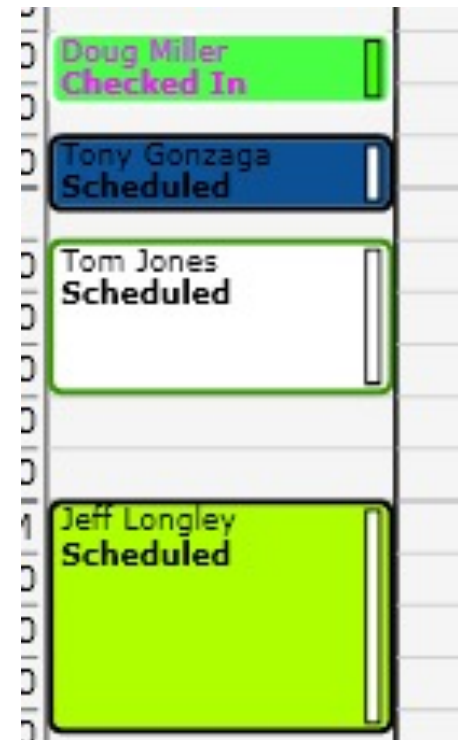 Doug Miller
Checked In
Tony Gonzaga
Scheduled
Tom Jones
Scheduled
Jeff Longley
Scheduled